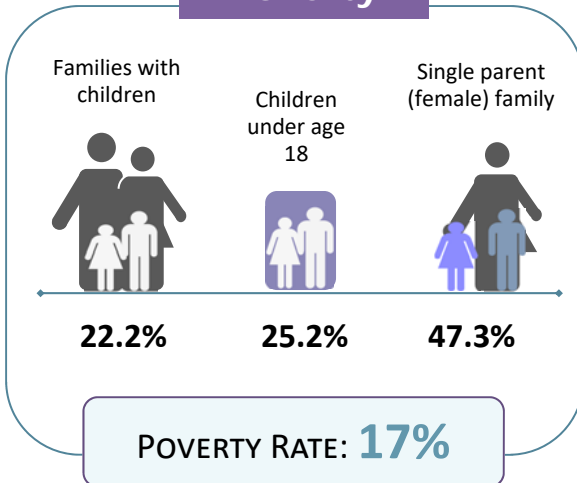 Families with
children
Children
under age
18
Single parent
(female) family
22.2%
25.2%
47.3%
POVERTY RATE: 17%